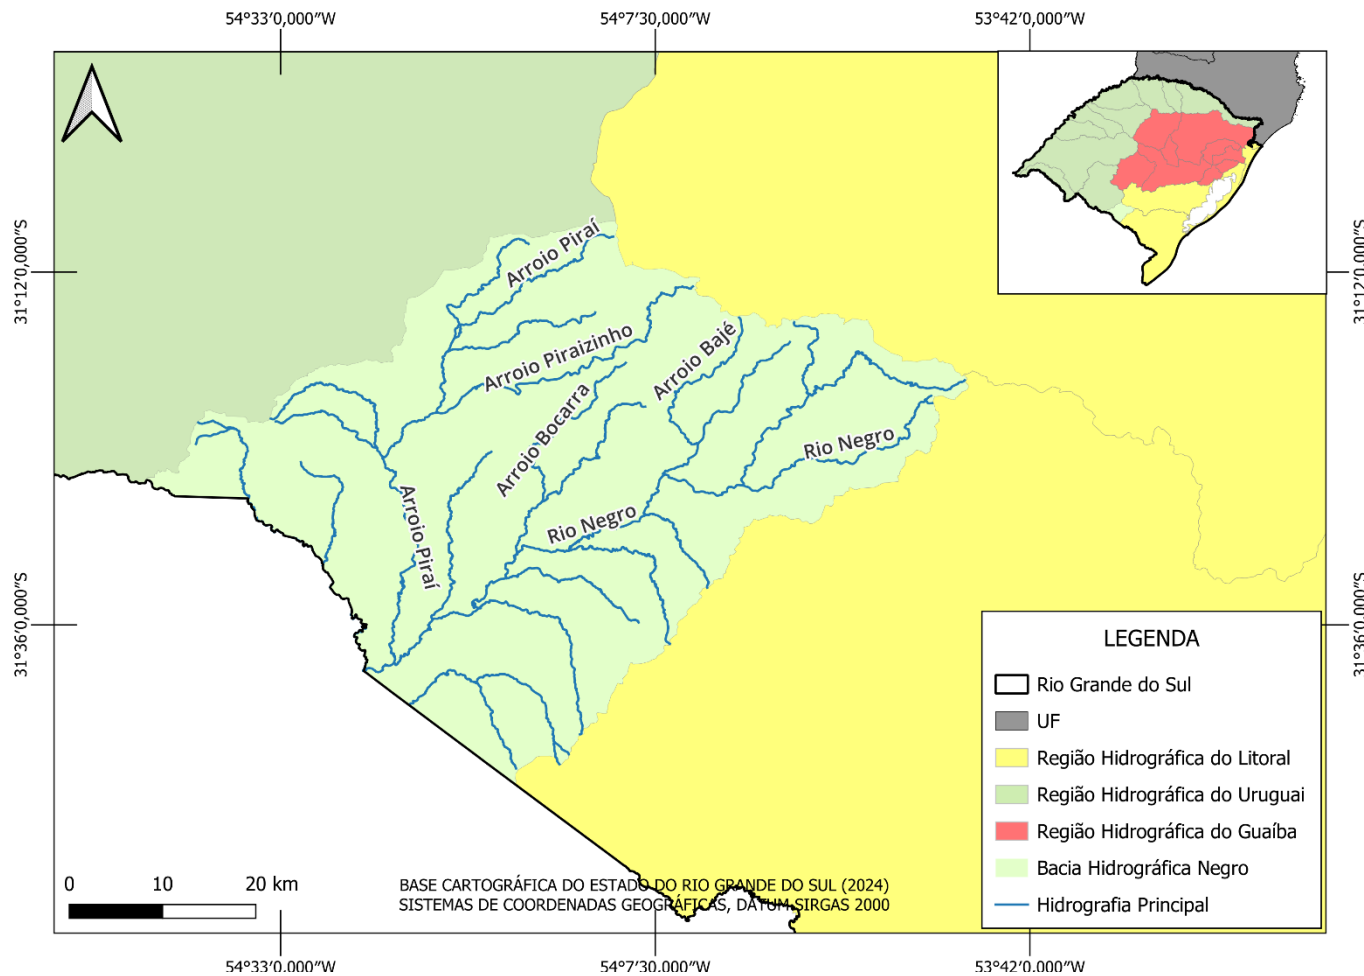 54°33′0,000″W
54°7′30,000″W
53°42′0,000″W
31°12′0,000″S
31°12′0,000″S
Arroio Piraí
Arroio Piraizinho
Arroio Bajé
Arroio Bocarra
Rio Negro
Arroio Piraí
Rio Negro
31°36′0,000″S
31°36′0,000″S
LEGENDA
Rio Grande do Sul
UF
Região Hidrográfica do Litoral
Região Hidrográfica do Uruguai
Região Hidrográfica do Guaíba
Bacia Hidrográfica Negro
Hidrografia Principal
0 10 20 km
BASE CARTOGRÁFICA DO ESTADO DO RIO GRANDE DO SUL (2024)
SISTEMAS DE COORDENADAS GEOGRÁFICAS, DATUM SIRGAS 2000
54°33′0,000″W
54°7′30,000″W
53°42′0,000″W